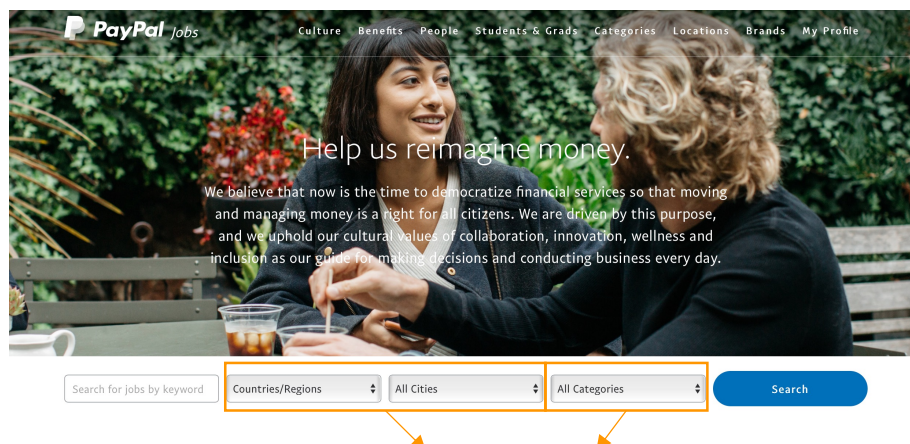 PayPal Jobs
Culture Benefits People Students & Grads Categories Locations Brands My Profile
Help us reimagine money.
We believe that now is the time to democratize financial services so that moving
and managing money is a right for all citizens. We are driven by this purpose,
and we uphold our cultural values of collaboration, innovation, wellness and
inclusion as our guide for making decisions and conducting business every day.
Search for jobs by keyword Countries/Regions All Cities All Categories Search